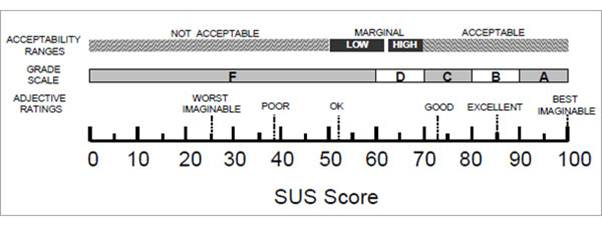 NOT ACCEPTABLE MARGINAL ACCEPTABLE
ACCEPTABILITY
RANGES
LOW HIGH
GRADE
SCALE
F D C B A
ADJECTIVE
RATINGS
WORST
IMAGINABLE
POOR OK GOOD EXCELLENT
BEST
IMAGINABLE
0 10 20 30 40 50 60 70 80 90 100
SUS Score